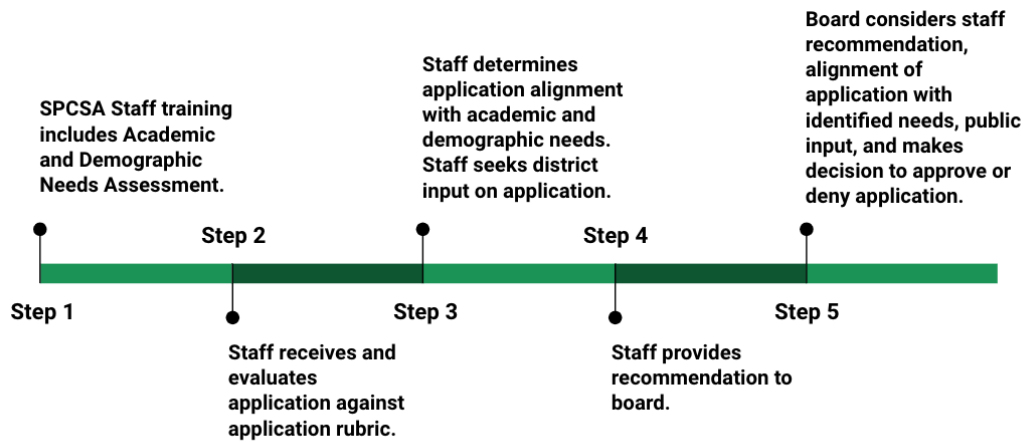 SPCSA Staff training
includes Academic
and Demographic
Needs Assessment.
Step 1
Step 2
Staff receives and
evaluates
application against
application rubric.
Staff determines
application alignment
with academic and
demographic needs.
Staff seeks district
input on application.
Step 3
Step 4
Staff provides
recommendation to
board.
Board considers staff
recommendation,
alignment of
application with
identified needs, public
input, and makes
decision to approve or
deny application.
Step 5